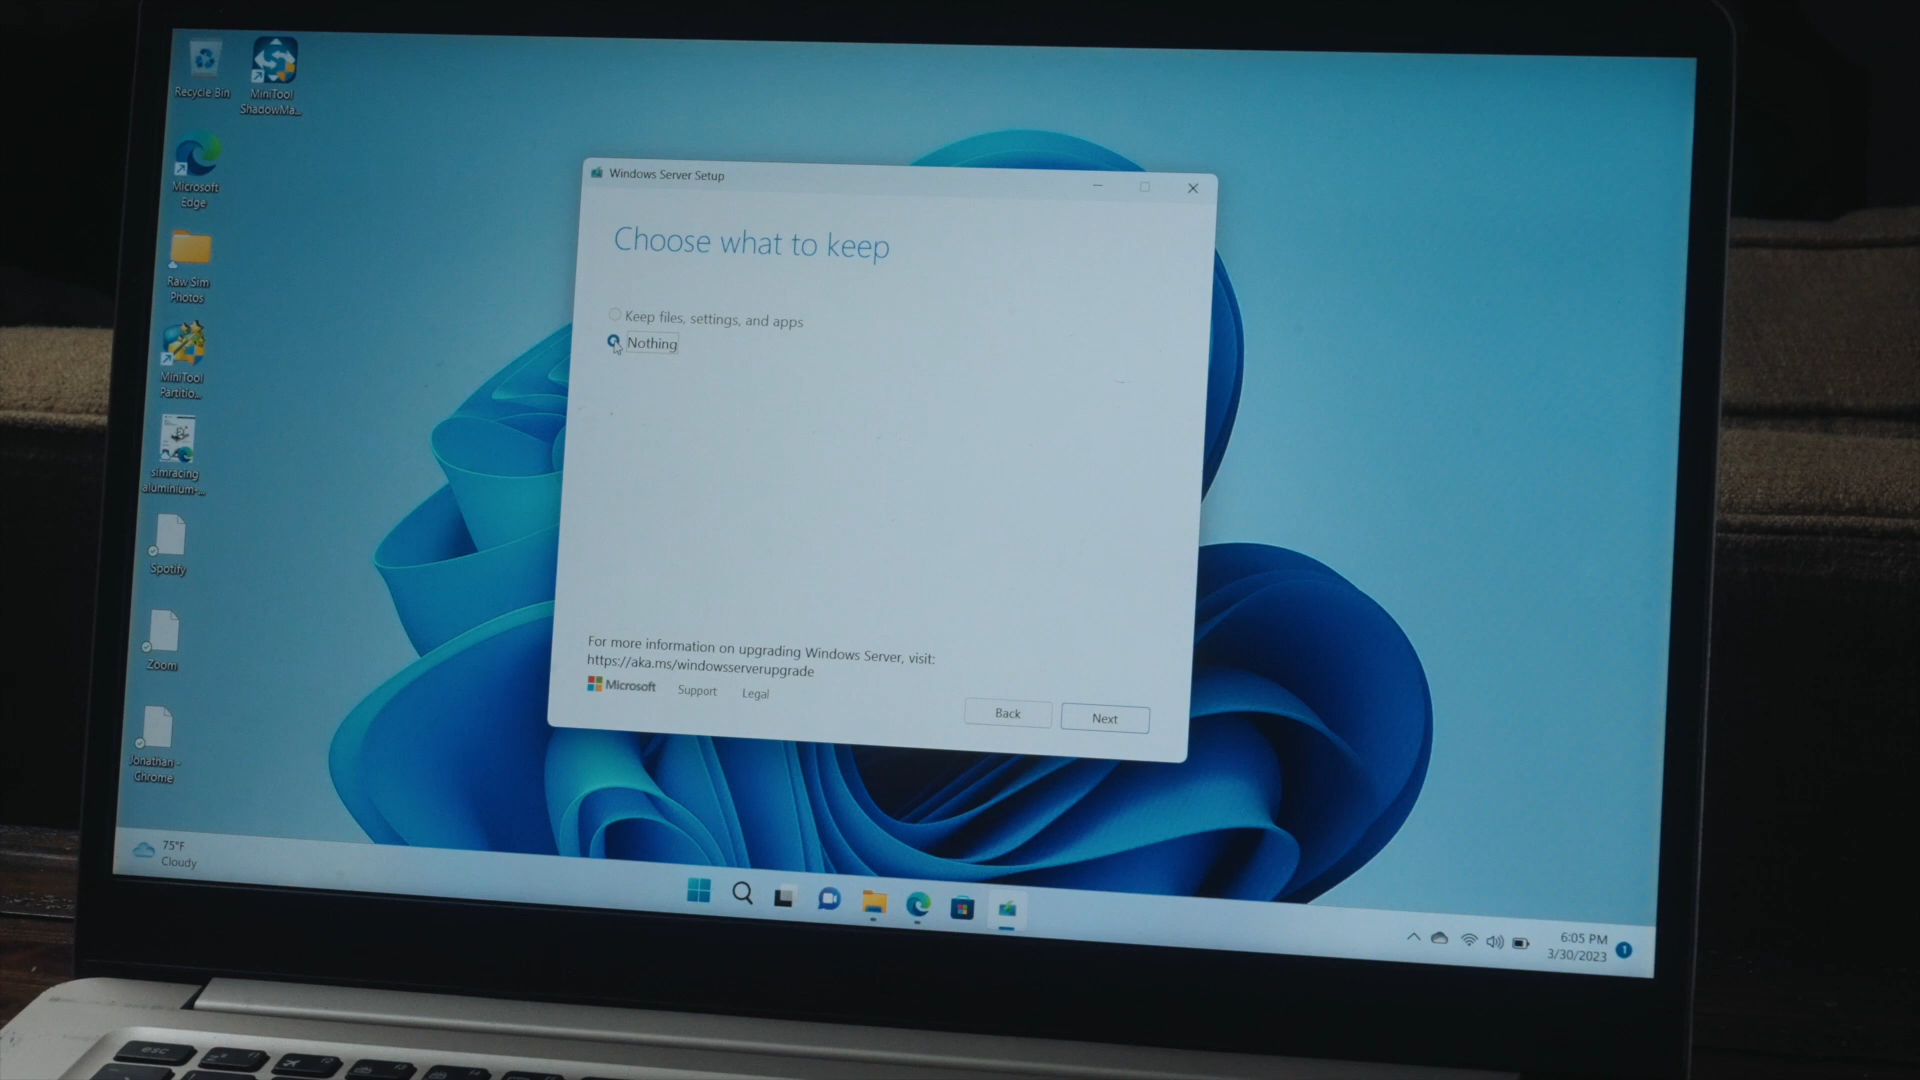 Recycle Bin
MiniTool
ShadowMa...
Microsoft
Edge
Raw Sim
Photos
MiniTool
Partitio...
simracing
aluminium-...
Spotify
Zoom
Jonathan -
Chrome
Windows Server Setup
Choose what to keep
Keep files, settings, and apps
Nothing
For more information on upgrading Windows Server, visit:
https://aka.ms/windowsserverupgrade
Microsoft
Support
Legal
Back
Next
75°F
Cloudy
6:05 PM
3/30/2023
1
esc